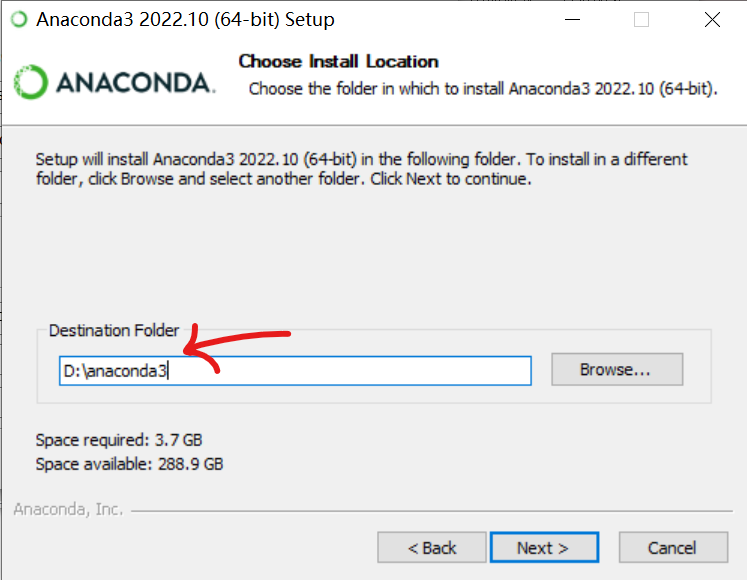 Anaconda3 2022.10 (64-bit) Setup
Choose Install Location
ANACONDA.
Choose the folder in which to install Anaconda3 2022.10 (64-bit).
Setup will install Anaconda3 2022.10 (64-bit) in the following folder. To install in a different
folder, click Browse and select another folder. Click Next to continue.
Destination Folder
D:\anaconda3
Browse...
Space required: 3.7 GB
Space available: 288.9 GB
Anaconda, Inc.
< Back
Next >
Cancel